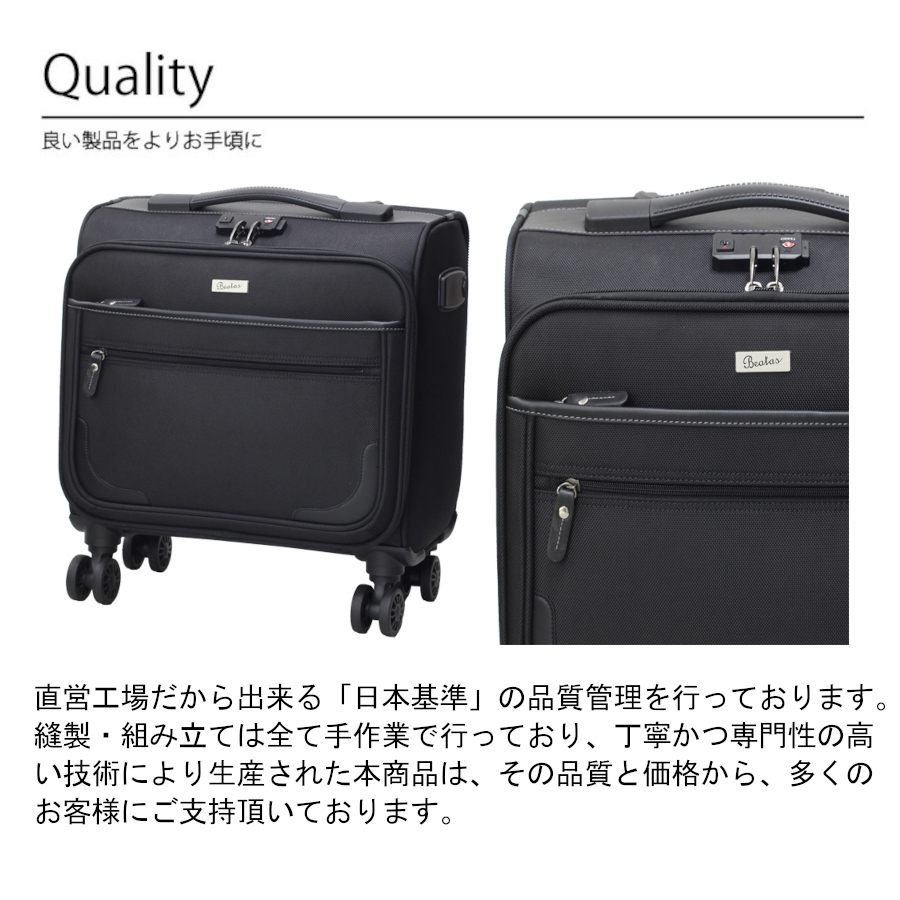 Quality
良い製品をよりお手頃に
Beatas
Beatas
直営工場だから出来る「日本基準」の品質管理を行っております。
縫製・組み立ては全て手作業で行っており、丁寧かつ専門性の高
い技術により生産された本商品は、その品質と価格から、多くの
お客様にご支持頂いております。